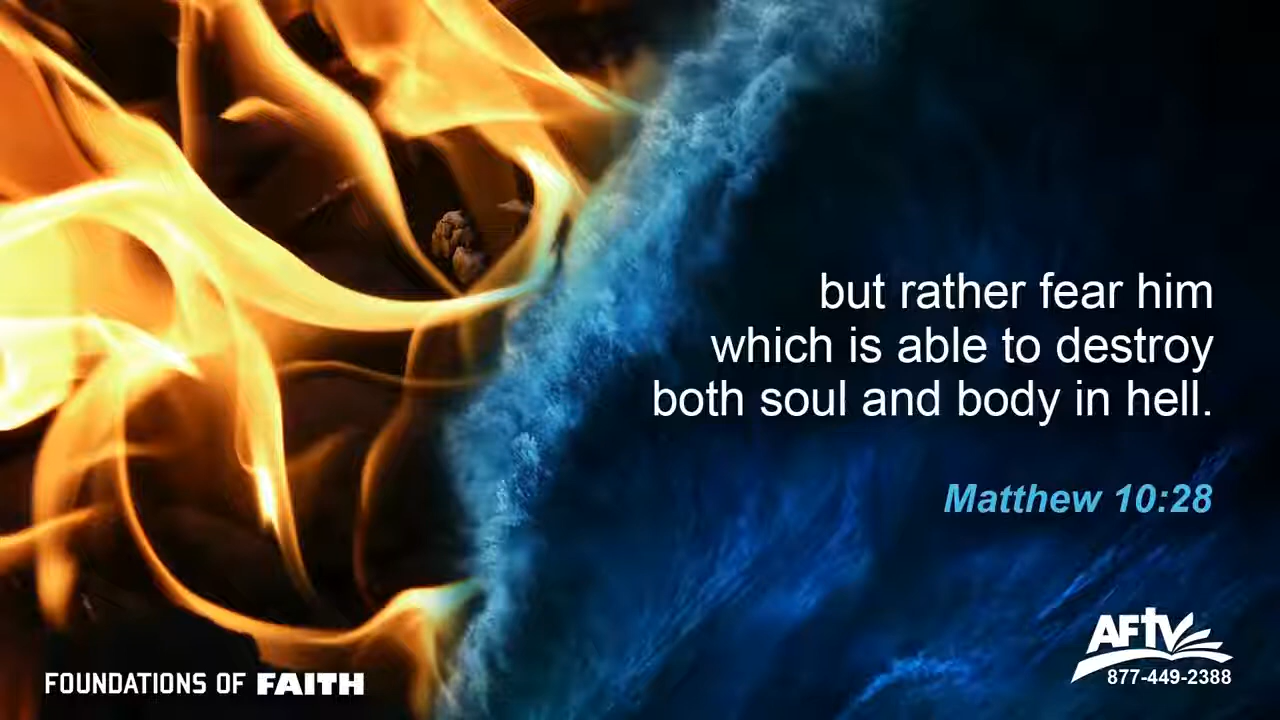 but rather fear him
which is able to destroy
both soul and body in hell.
Matthew 10:28
FOUNDATIONS OF FAITH
AFTV
877-449-2388